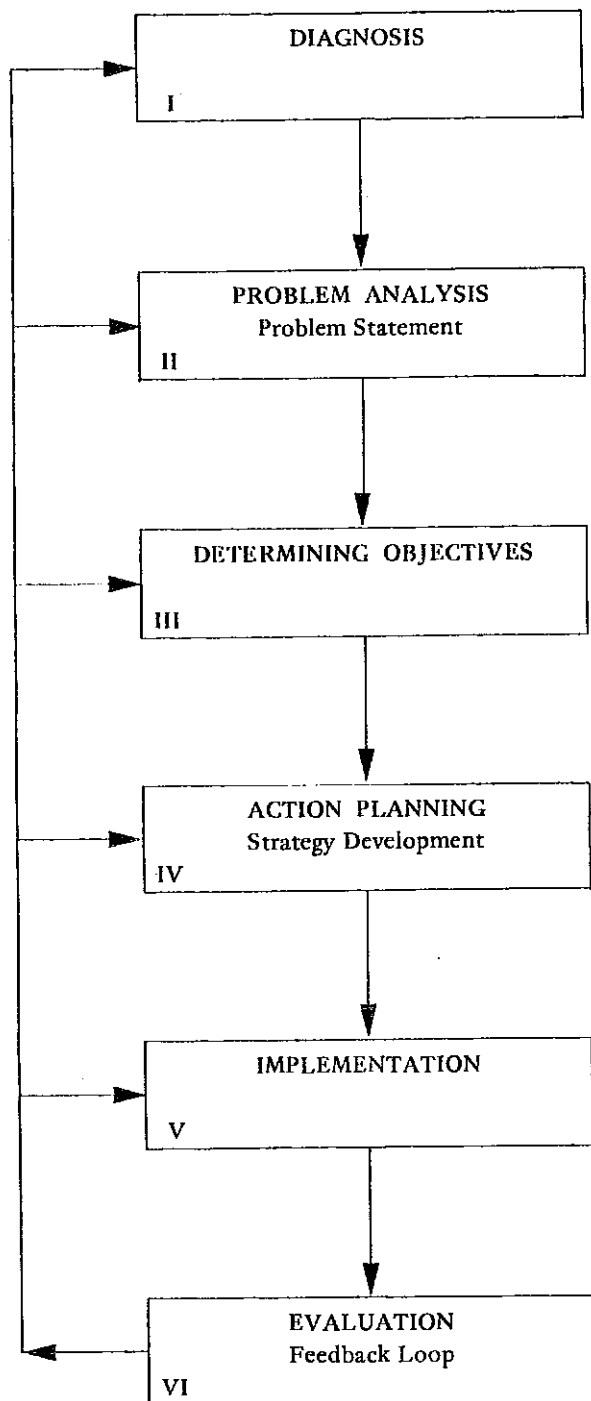 DIAGNOSIS
I
PROBLEM ANALYSIS
Problem Statement
II
DETERMINING OBJECTIVES
III
ACTION PLANNING
Strategy Development
IV
IMPLEMENTATION
V
EVALUATION
Feedback Loop
VI